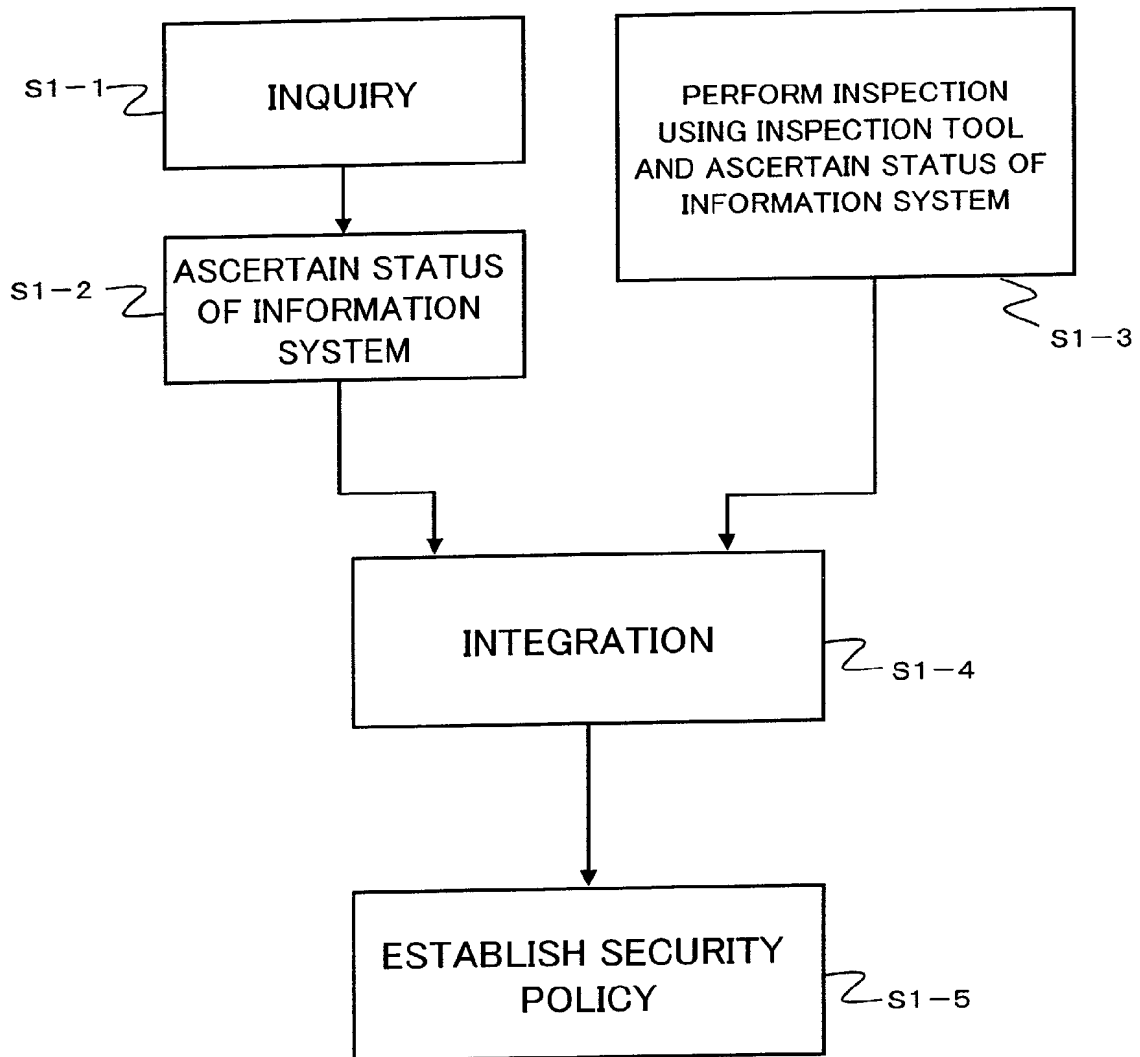 S1-1
INQUIRY
S1-2
ASCERTAIN STATUS
OF INFORMATION
SYSTEM
PERFORM INSPECTION
USING INSPECTION TOOL
AND ASCERTAIN STATUS OF
INFORMATION SYSTEM
S1-3
INTEGRATION
S1-4
ESTABLISH SECURITY
POLICY
S1-5